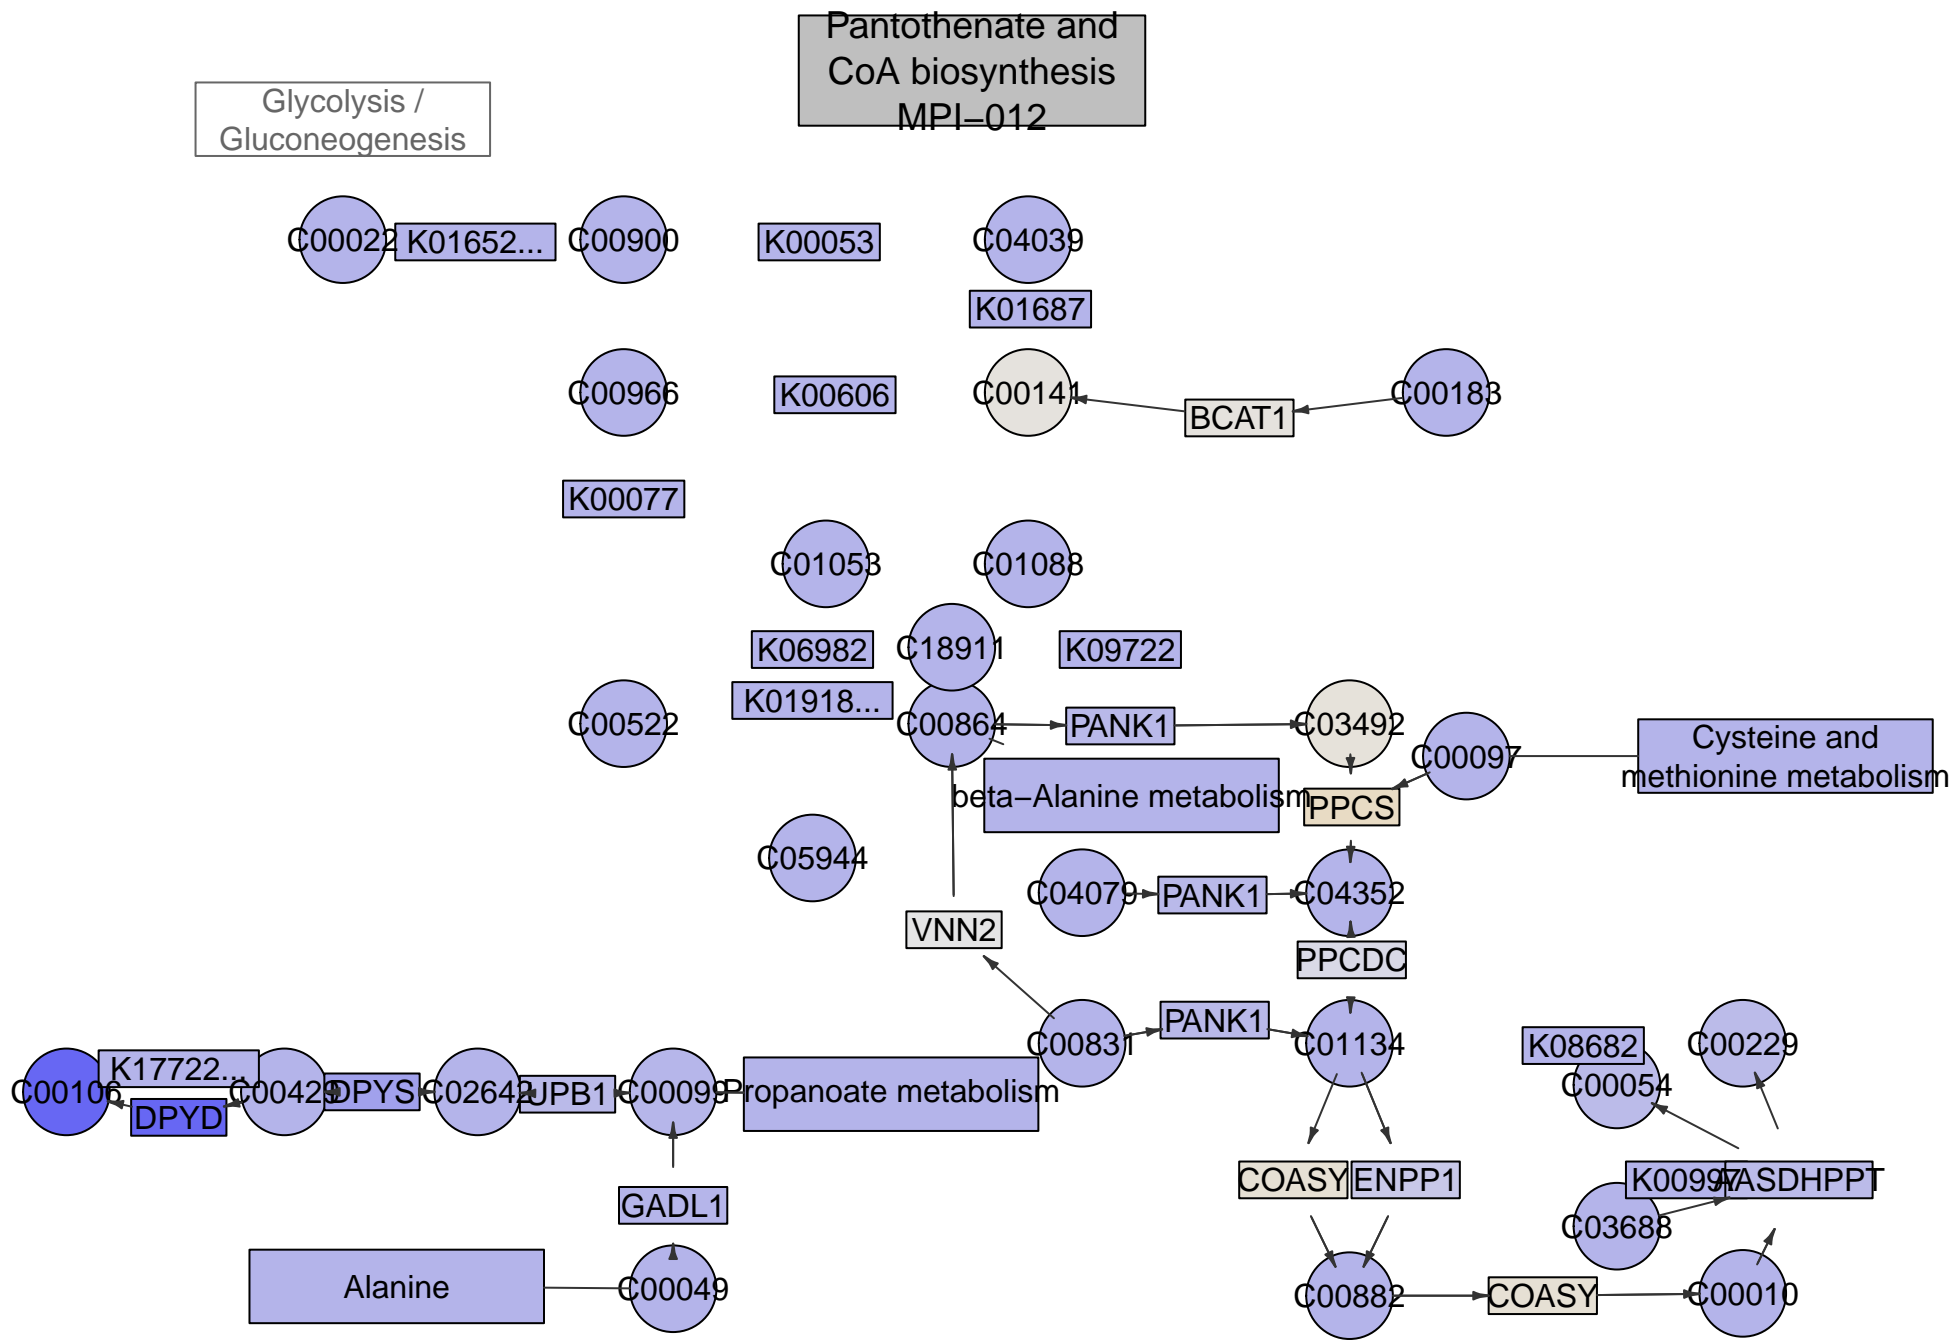 Pantothenate and
CoA biosynthesis
MPI−012
Glycolysis /
Gluconeogenesis
C00022
K01652...
C00900
K00053
C04039
K01687
C00966
K00606
C00141
BCAT1
C00183
K00077
C01053
C01088
K06982
C18911
K09722
K01918...
C00522
C00864
PANK1
C03492
C00097
Cysteine and
methionine metabolism
beta−Alanine metabolism
PPCS
C05944
C04079
PANK1
C04352
VNN2
PPCDC
C00831
PANK1
C01134
K08682
C00229
C00054
C00106
K17722...
DPYD
C00429
DPYS
C02642
UPB1
C00099
Propanoate metabolism
COASY
ENPP1
K00997
AASDHPPT
GADL1
C03688
Alanine
C00049
C00882
COASY
C00010